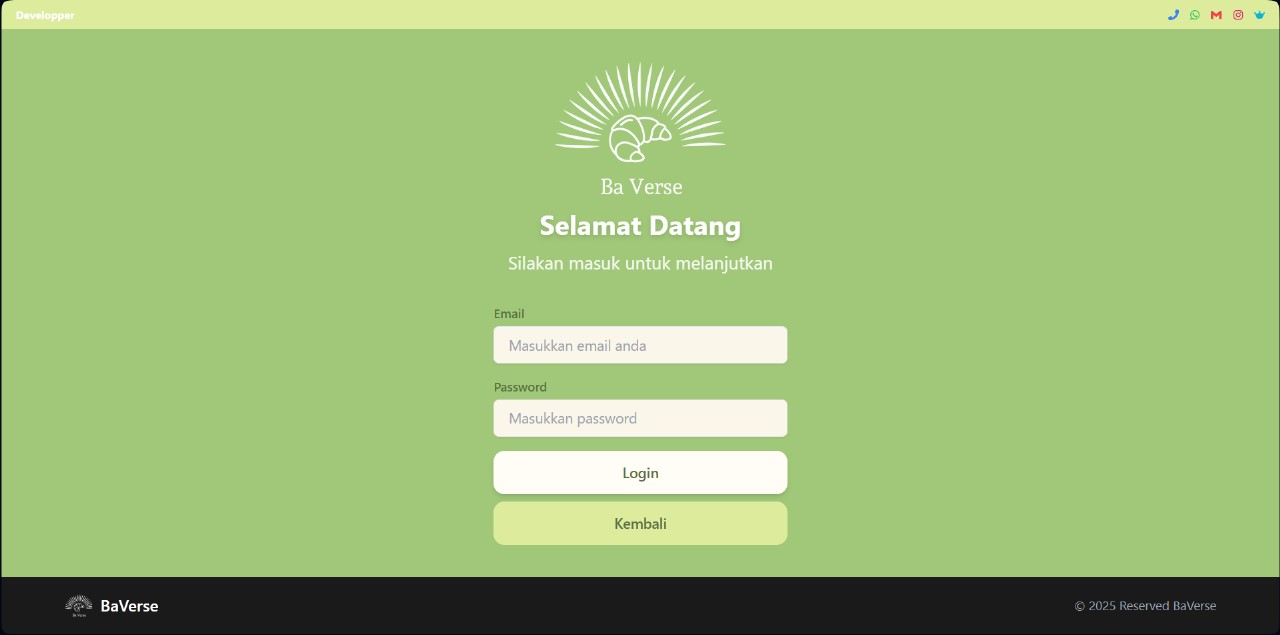 Developper
Ba Verse
Selamat Datang
Silakan masuk untuk melanjutkan
Email
Masukkan email anda
Password
Masukkan password
Login
Kembali
BaVerse
© 2025 Reserved BaVerse